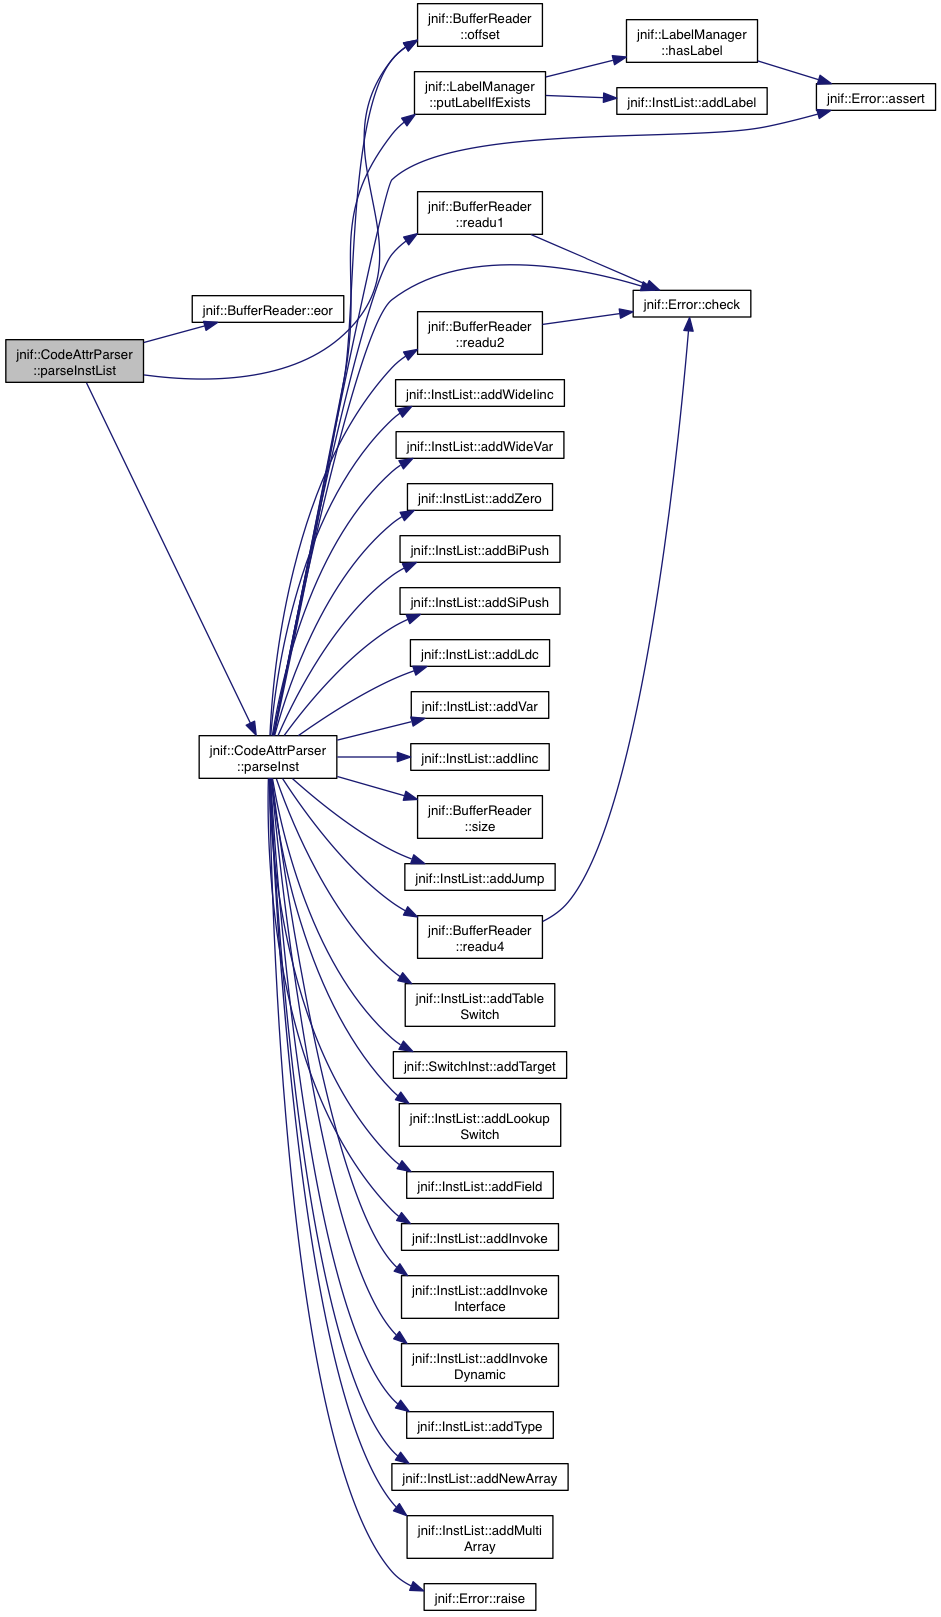 jnif::BufferReader
::offset
jnif::LabelManager
::hasLabel
jnif::LabelManager
::putLabelIfExists
jnif::InstList::addLabel
jnif::Error::assert
jnif::BufferReader
::readu1
jnif::BufferReader::eor
jnif::Error::check
jnif::BufferReader
::readu2
jnif::CodeAttrParser
::parseInstList
jnif::InstList::addWideIinc
jnif::InstList::addWideVar
jnif::InstList::addZero
jnif::InstList::addBiPush
jnif::InstList::addSiPush
jnif::InstList::addLdc
jnif::InstList::addVar
jnif::CodeAttrParser
::parseInst
jnif::InstList::addIinc
jnif::BufferReader
::size
jnif::InstList::addJump
jnif::BufferReader
::readu4
jnif::InstList::addTable
Switch
jnif::SwitchInst::addTarget
jnif::InstList::addLookup
Switch
jnif::InstList::addField
jnif::InstList::addInvoke
jnif::InstList::addInvoke
Interface
jnif::InstList::addInvoke
Dynamic
jnif::InstList::addType
jnif::InstList::addNewArray
jnif::InstList::addMulti
Array
jnif::Error::raise